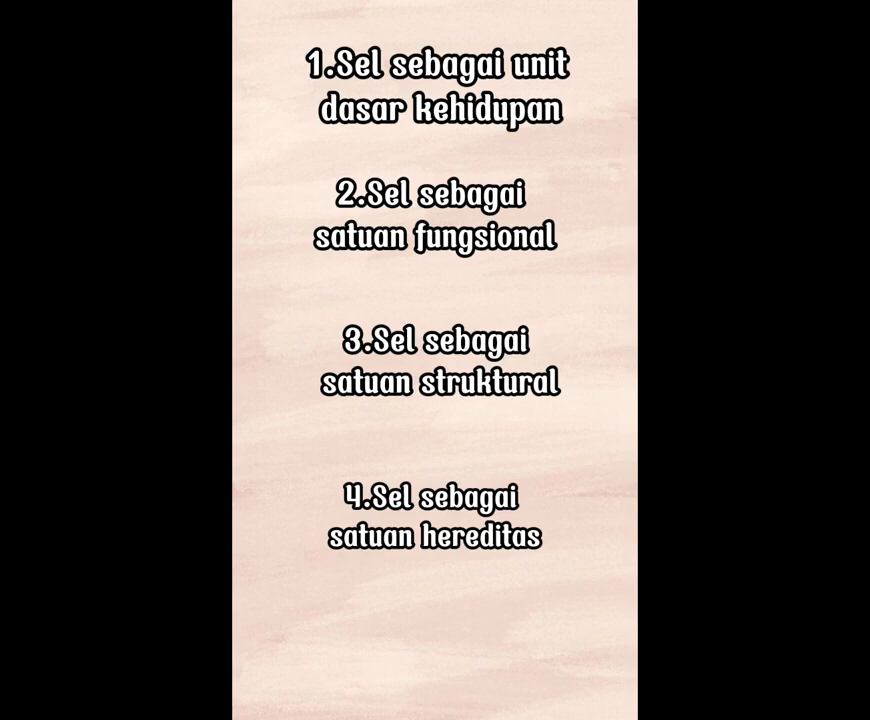 1.Sel sebagai unit
dasar kehidupan
2.Sel sebagai
satuan fungsional
3.Sel sebagai
satuan struktural
4.Sel sebagai
satuan hereditas